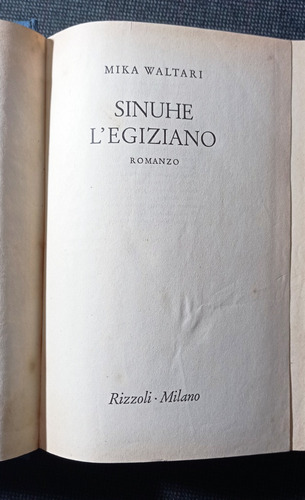 MIKA WALTARI
SINUHE
L'EGIZIANO
ROMANZO
Rizzoli · Milano